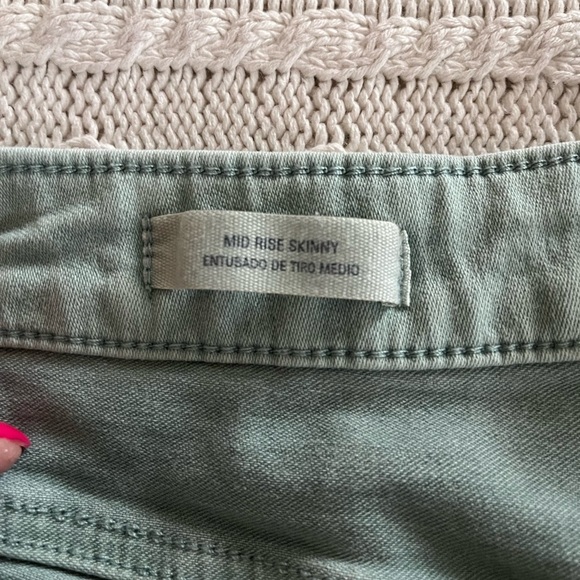 MID RISE SKINNY
ENTUBADO DE TIRO MEDIO